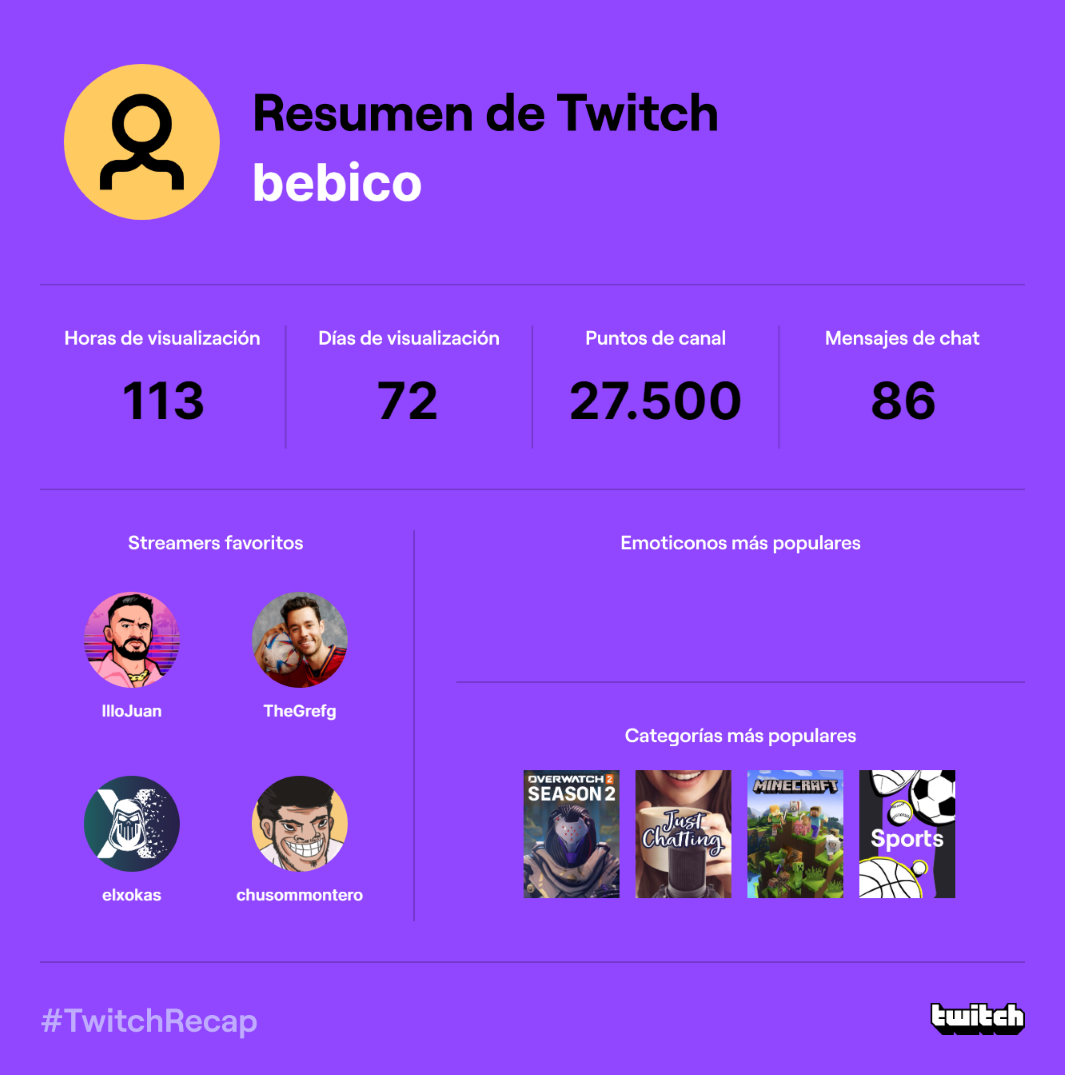 Resumen de Twitch
bebico
Horas de visualización
113
Días de visualización
72
Puntos de canal
27.500
Mensajes de chat
86
Streamers favoritos
IlloJuan
TheGrefg
elxokas
chusommontero
Emoticonos más populares
Categorías más populares
OVERWATCH 2
SEASON 2
Just
Chatting
MINECRAFT
Sports
#TwitchRecap
twitch